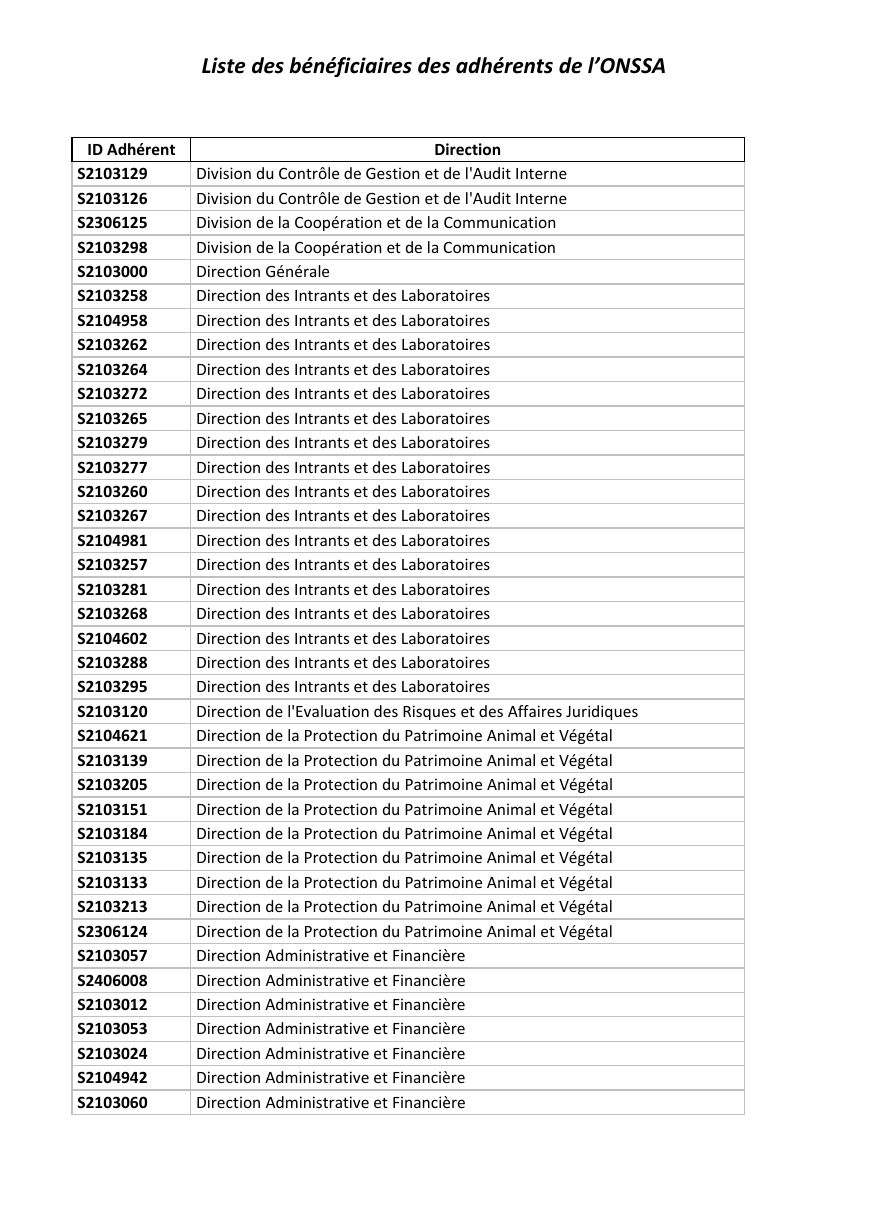 Liste des bénéficiaires des adhérents de l’ONSSA
ID Adhérent Direction
S2103129 Division du Contrôle de Gestion et de l'Audit Interne
S2103126 Division du Contrôle de Gestion et de l'Audit Interne
S2306125 Division de la Coopération et de la Communication
S2103298 Division de la Coopération et de la Communication
S2103000 Direction Générale
S2103258 Direction des Intrants et des Laboratoires
S2104958 Direction des Intrants et des Laboratoires
S2103262 Direction des Intrants et des Laboratoires
S2103264 Direction des Intrants et des Laboratoires
S2103272 Direction des Intrants et des Laboratoires
S2103265 Direction des Intrants et des Laboratoires
S2103279 Direction des Intrants et des Laboratoires
S2103277 Direction des Intrants et des Laboratoires
S2103260 Direction des Intrants et des Laboratoires
S2103267 Direction des Intrants et des Laboratoires
S2104981 Direction des Intrants et des Laboratoires
S2103257 Direction des Intrants et des Laboratoires
S2103281 Direction des Intrants et des Laboratoires
S2103268 Direction des Intrants et des Laboratoires
S2104602 Direction des Intrants et des Laboratoires
S2103288 Direction des Intrants et des Laboratoires
S2103295 Direction des Intrants et des Laboratoires
S2103120 Direction de l'Evaluation des Risques et des Affaires Juridiques
S2104621 Direction de la Protection du Patrimoine Animal et Végétal
S2103139 Direction de la Protection du Patrimoine Animal et Végétal
S2103205 Direction de la Protection du Patrimoine Animal et Végétal
S2103151 Direction de la Protection du Patrimoine Animal et Végétal
S2103184 Direction de la Protection du Patrimoine Animal et Végétal
S2103135 Direction de la Protection du Patrimoine Animal et Végétal
S2103133 Direction de la Protection du Patrimoine Animal et Végétal
S2103213 Direction de la Protection du Patrimoine Animal et Végétal
S2306124 Direction de la Protection du Patrimoine Animal et Végétal
S2103057 Direction Administrative et Financière
S2406008 Direction Administrative et Financière
S2103012 Direction Administrative et Financière
S2103053 Direction Administrative et Financière
S2103024 Direction Administrative et Financière
S2104942 Direction Administrative et Financière
S2103060 Direction Administrative et Financière